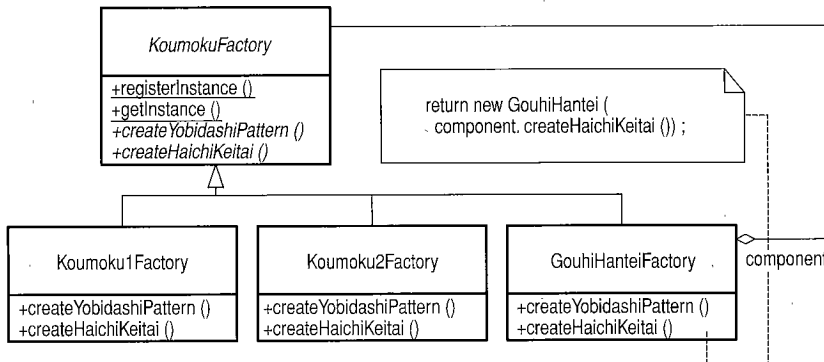 KoumokuFactory
+registerInstance ()
+getInstance ()
+createYobidashiPattern ()
+createHaichiKeitai ()
return new GouhiHantei (
component. createHaichiKeitai ()) ;
Koumoku1Factory
+createYobidashiPattern ()
+createHaichiKeitai ()
Koumoku2Factory
+createYobidashiPattern ()
+createHaichiKeitai ()
GouhiHanteiFactory
+createYobidashiPattern ()
+createHaichiKeitai ()
component